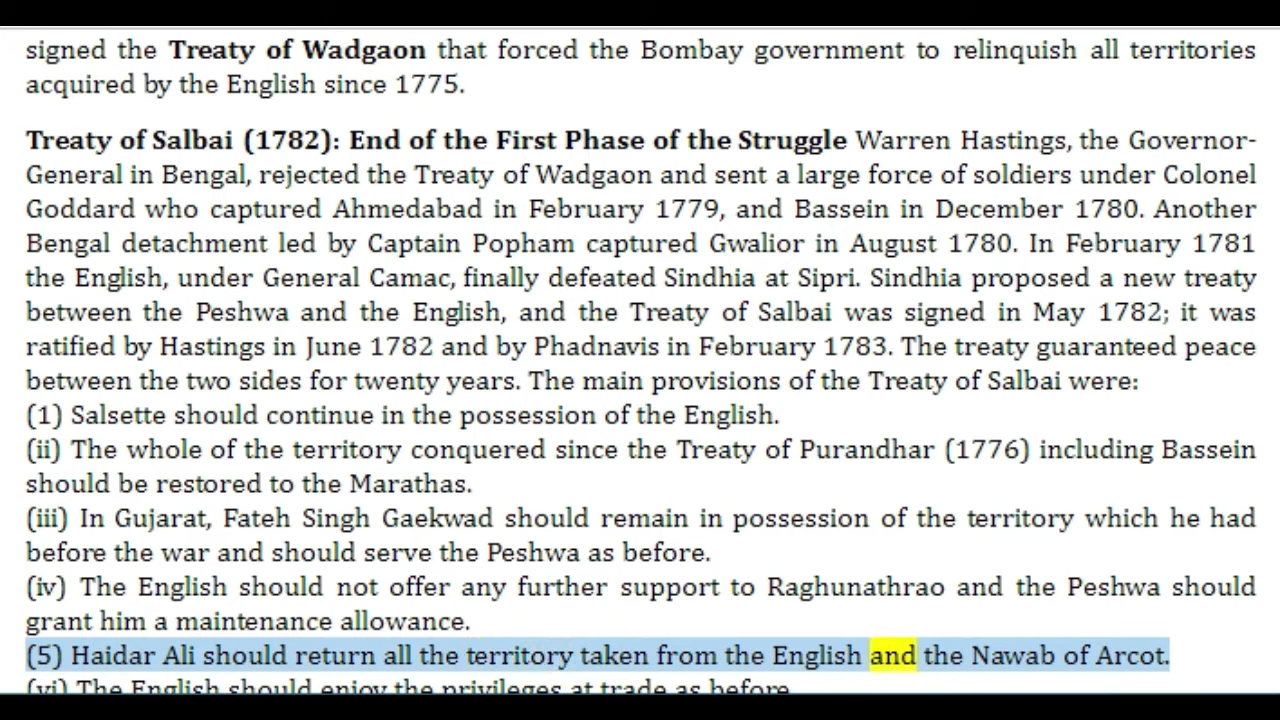 signed the Treaty of Wadgaon that forced the Bombay government to relinquish all territories
acquired by the English since 1775.
Treaty of Salbai (1782): End of the First Phase of the Struggle Warren Hastings, the Governor-
General in Bengal, rejected the Treaty of Wadgaon and sent a large force of soldiers under Colonel
Goddard who captured Ahmedabad in February 1779, and Bassein in December 1780. Another
Bengal detachment led by Captain Popham captured Gwalior in August 1780. In February 1781
the English, under General Camac, finally defeated Sindhia at Sipri. Sindhia proposed a new treaty
between the Peshwa and the English, and the Treaty of Salbai was signed in May 1782; it was
ratified by Hastings in June 1782 and by Phadnavis in February 1783. The treaty guaranteed peace
between the two sides for twenty years. The main provisions of the Treaty of Salbai were:
(1) Salsette should continue in the possession of the English.
(ii) The whole of the territory conquered since the Treaty of Purandhar (1776) including Bassein
should be restored to the Marathas.
(iii) In Gujarat, Fateh Singh Gaekwad should remain in possession of the territory which he had
before the war and should serve the Peshwa as before.
(iv) The English should not offer any further support to Raghunathrao and the Peshwa should
grant him a maintenance allowance.
(5) Haidar Ali should return all the territory taken from the English and the Nawab of Arcot.
(vi) The English should enjoy the privileges at trade as before.